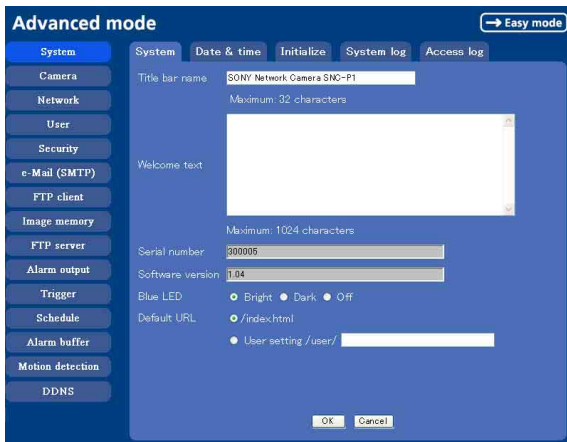 Advanced mode
→ Easy mode
System
Camera
Network
User
Security
e-Mail (SMTP)
FTP client
Image memory
FTP server
Alarm output
Trigger
Schedule
Alarm buffer
Motion detection
DDNS
System Date & time Initialize System log Access log
Title bar name SONY Network Camera SNC-P1
Maximum: 32 characters
Welcome text
Maximum: 1024 characters
Serial number 300005
Software version 1.04
Blue LED Bright Dark Off
Default URL /index.html
User setting /user/
OK Cancel